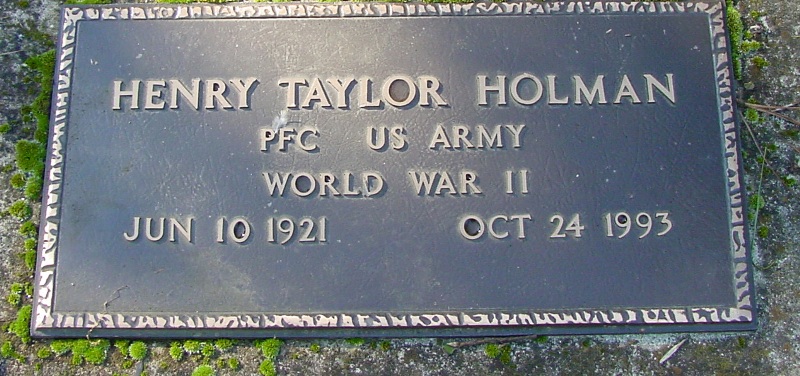 HENRY TAYLOR HOLMAN
PFC US ARMY
WORLD WAR II
JUN 10 1921 OCT 24 1993